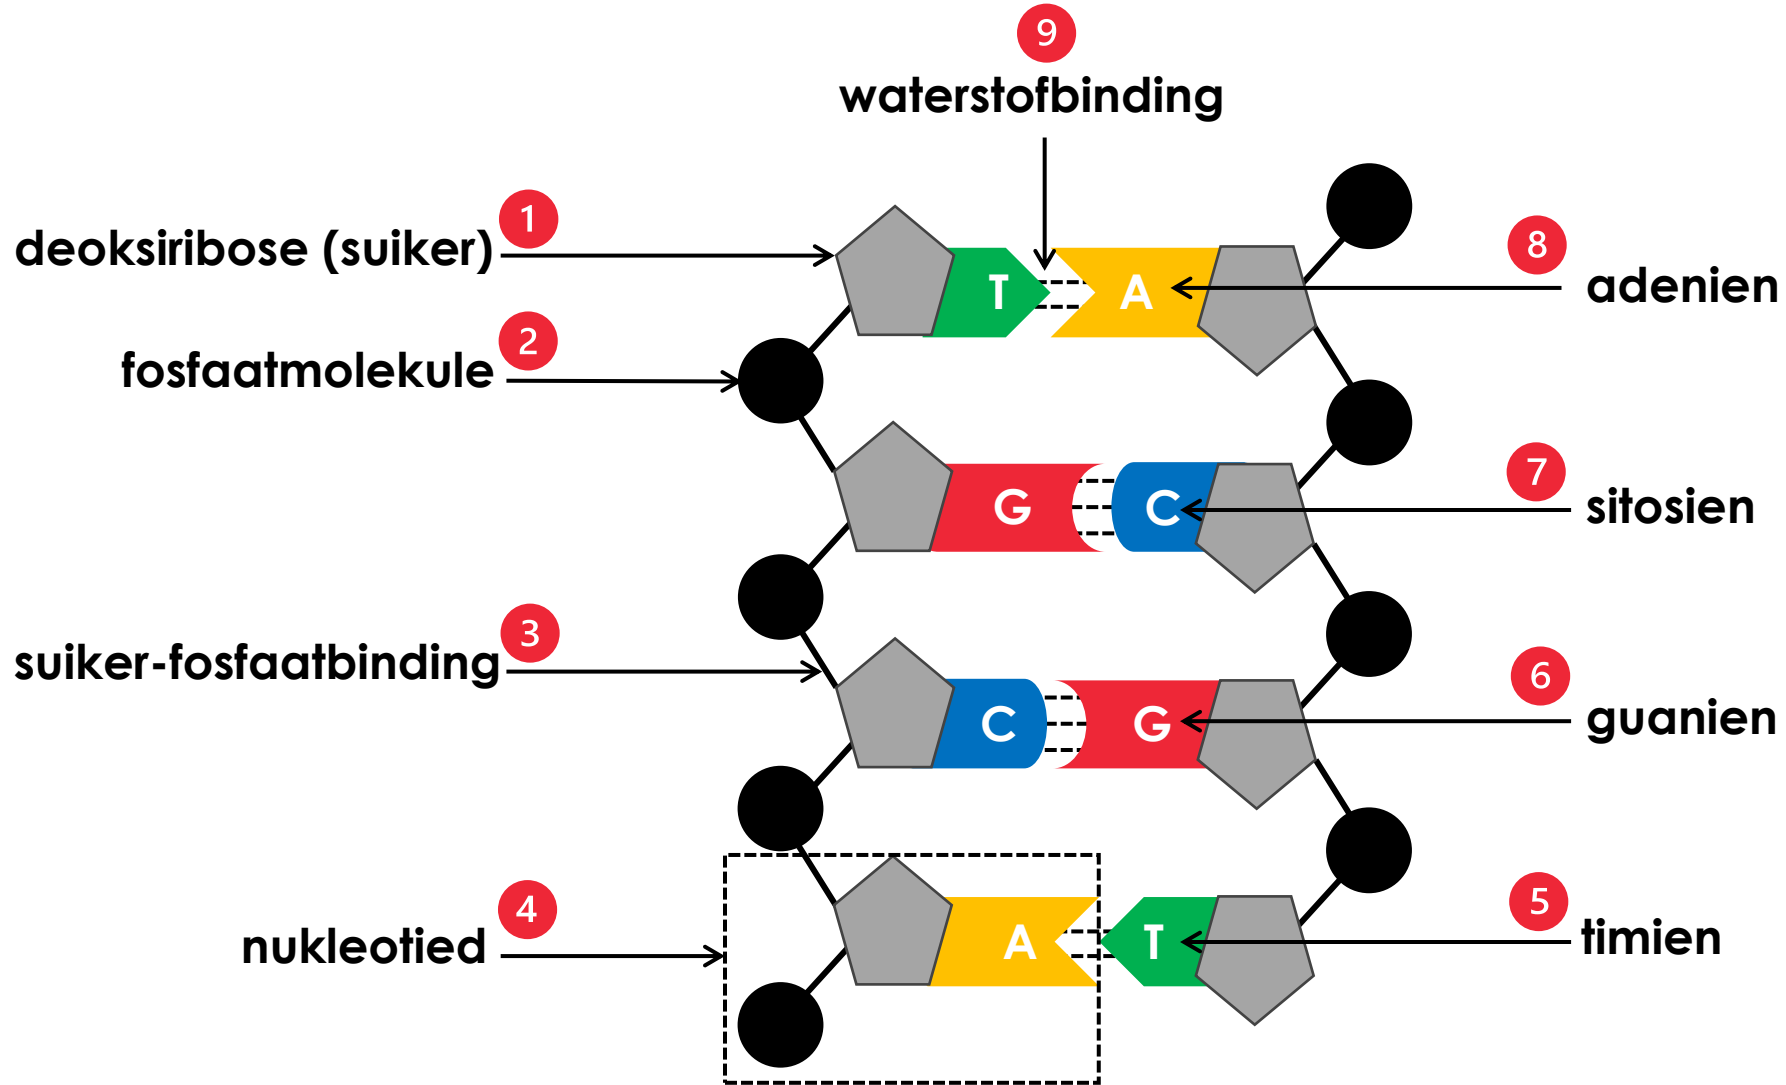 9
waterstofbinding
1
deoksiribose (suiker)
8
adenien
T A
2
fosfaatmolekule
7
sitosien
G C
3
suiker-fosfaatbinding
6
guanien
C G
4
nukleotied
5
timien
A T